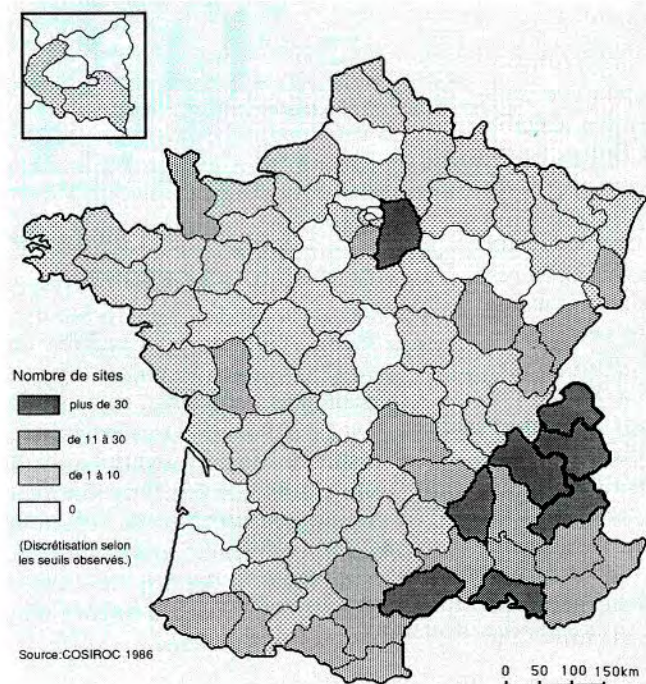 Nombre de sites
plus de 30
de 11 à 30
de 1 à 10
0
(Discrétisation selon
les seuils observés.)
Source:COSIROC 1986
0 50 100 150km